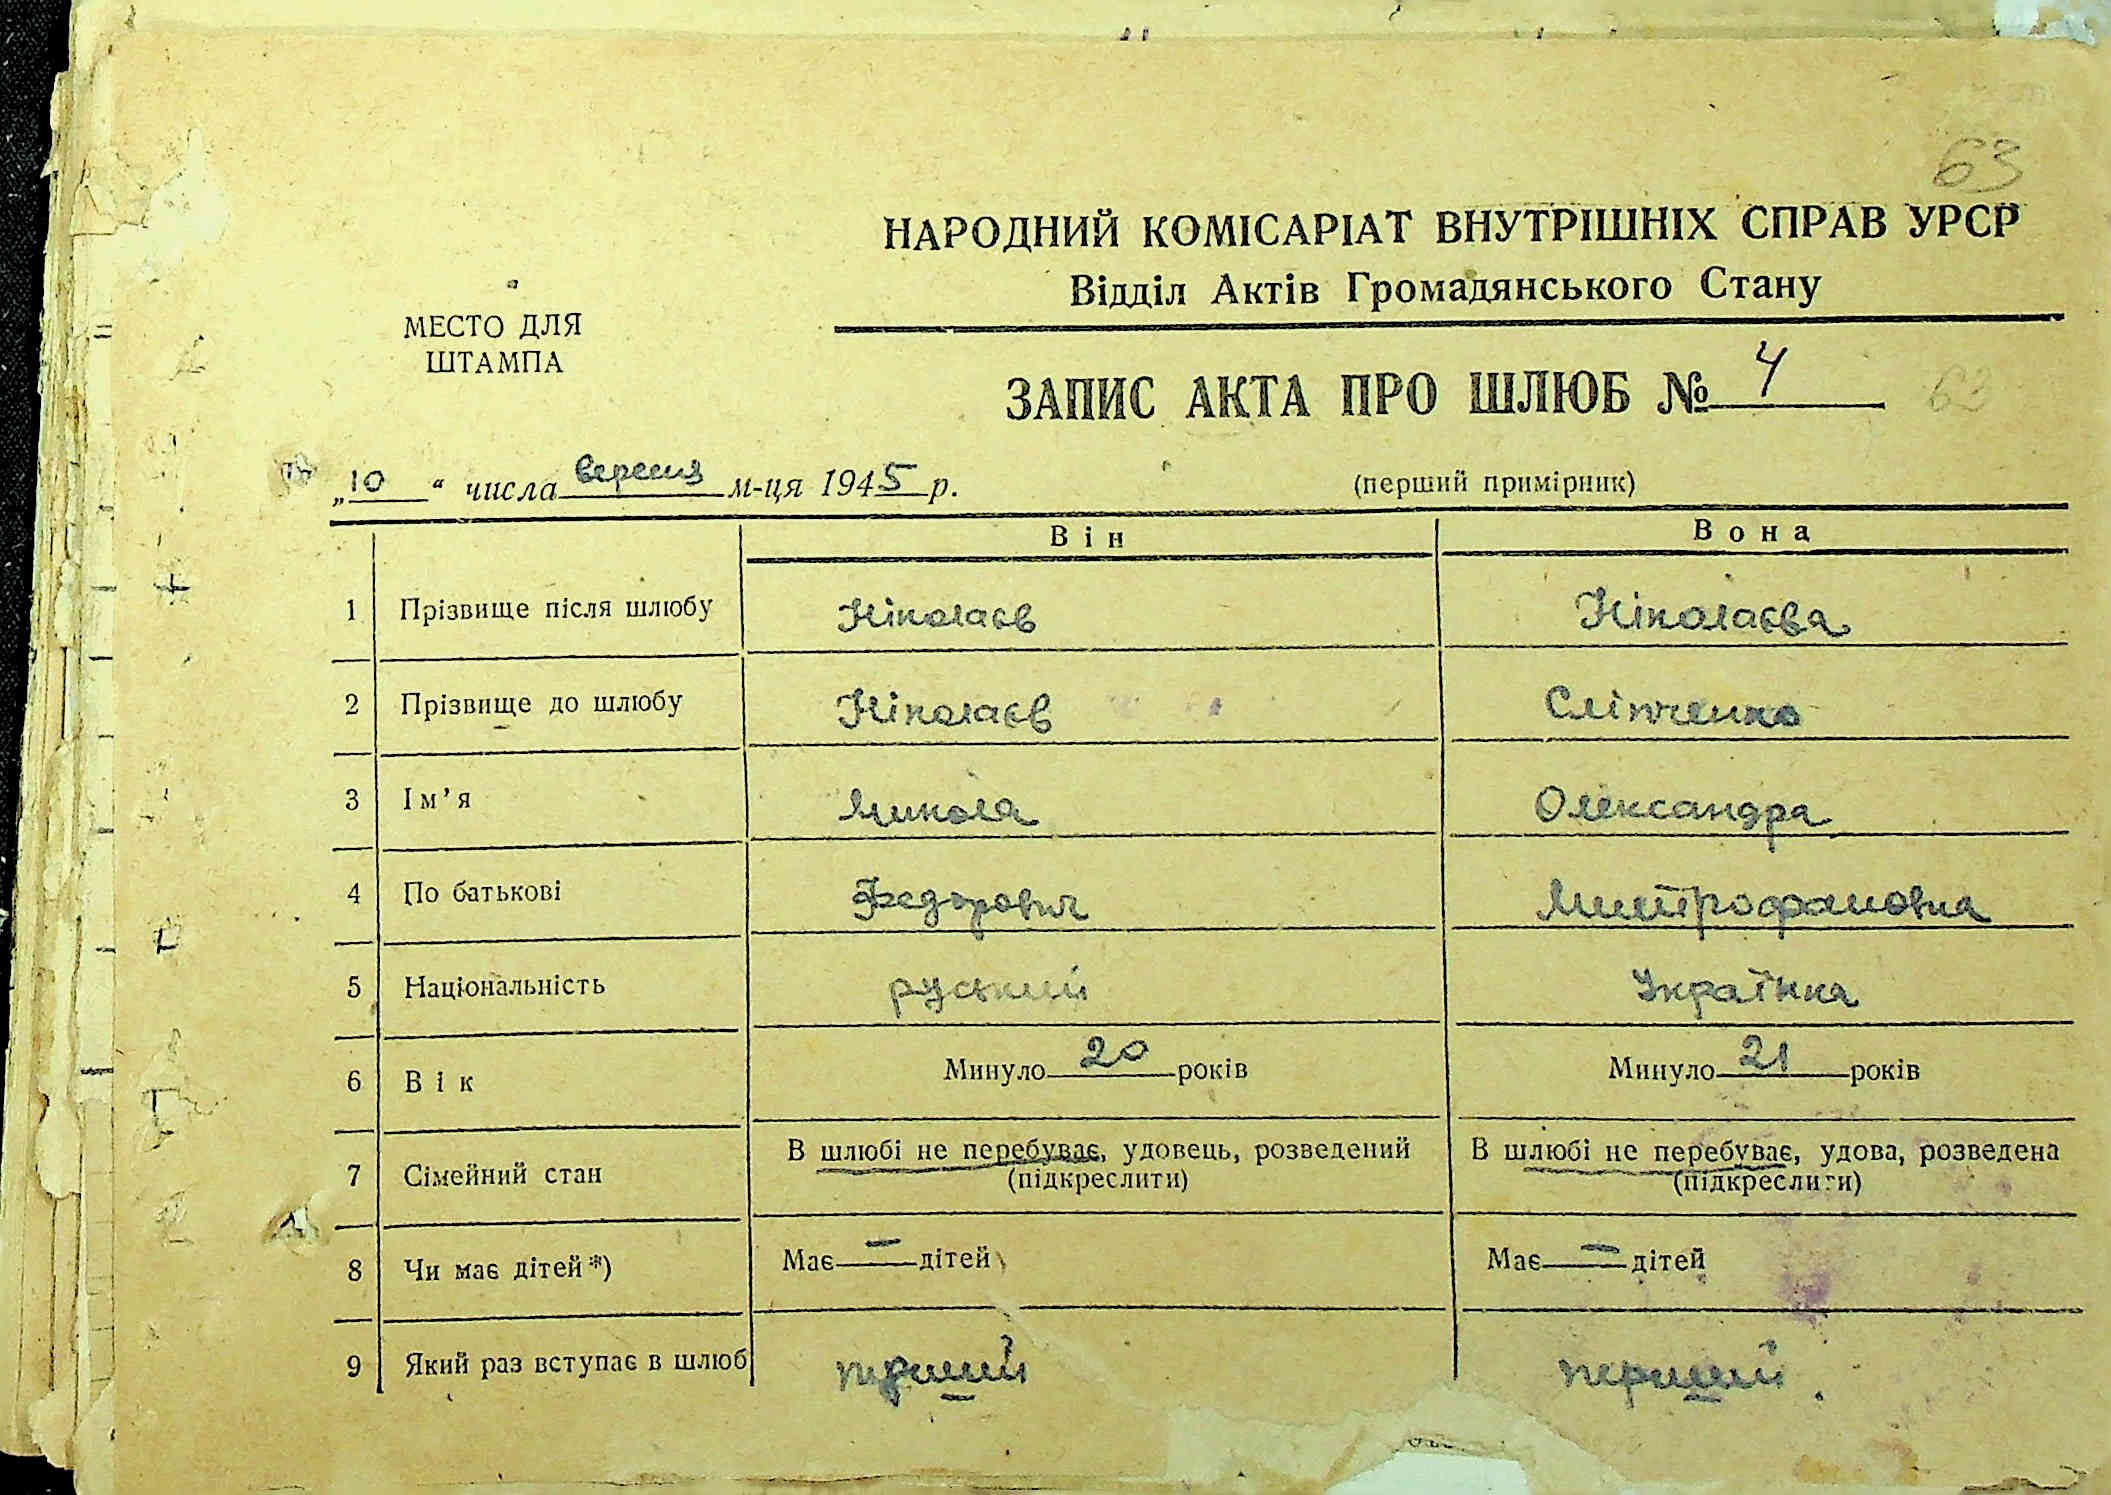 63
НАРОДНИЙ КОМІСАРІАТ ВНУТРІШНІХ СПРАВ УРСР
Відділ Актів Громадянського Стану
МЕСТО ДЛЯ
ШТАМПА
ЗАПИС АКТА ПРО ШЛЮБ № 4
62
„10“ числа вересня м-ця 1945 р.
(перший примірник)
Він Вона
1 Прізвище після шлюбу Ніколаєв Ніколаєва
2 Прізвище до шлюбу Ніколаєв Сліпченко
3 Ім’я Микола Олександра
4 По батькові Федорович Митрофановна
5 Національність руський Українка
6 Вік Минуло 20 років Минуло 21 років
7 Сімейний стан В шлюбі не перебуває, удовець, розведений В шлюбі не перебуває, удова, розведена
(підкреслити) (підкреслити)
8 Чи має дітей*) Має — дітей Має — дітей
9 Який раз вступає в шлюб перший перший